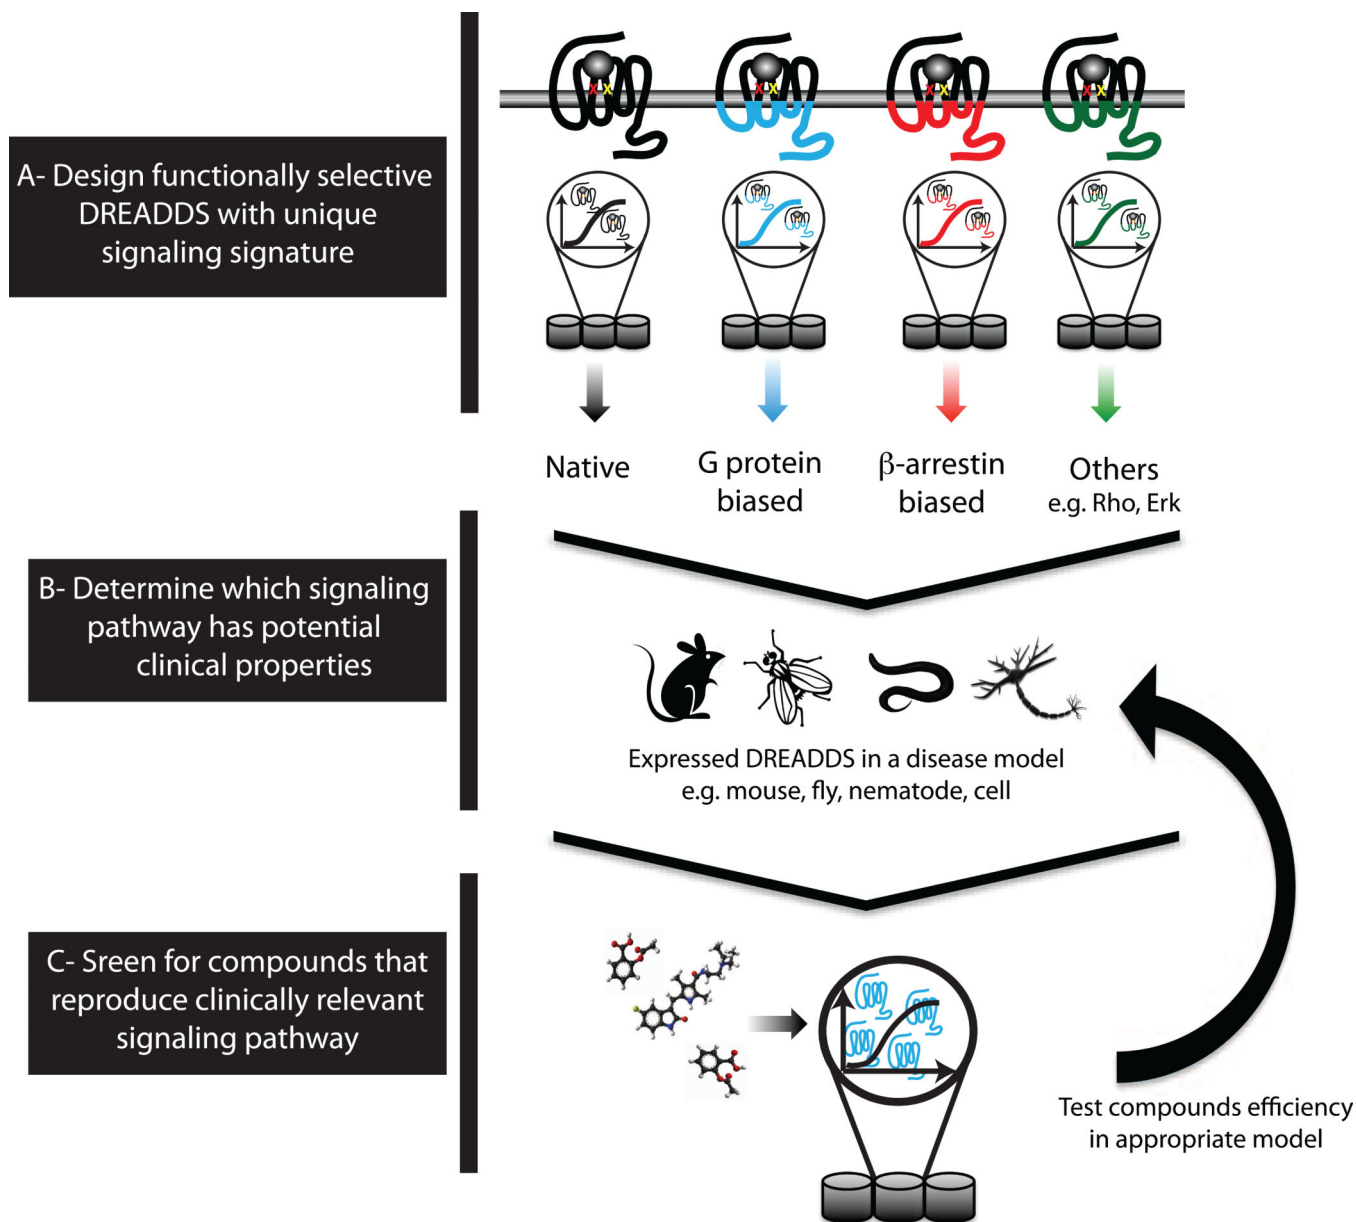 A- Design functionally selective
DREADDS with unique
signaling signature
x x
x x
x x
x x
Native
G protein
biased
β-arrestin
biased
Others
e.g. Rho, Erk
B- Determine which signaling
pathway has potential
clinical properties
Expressed DREADDS in a disease model
e.g. mouse, fly, nematode, cell
C- Sreen for compounds that
reproduce clinically relevant
signaling pathway
Test compounds efficiency
in appropriate model